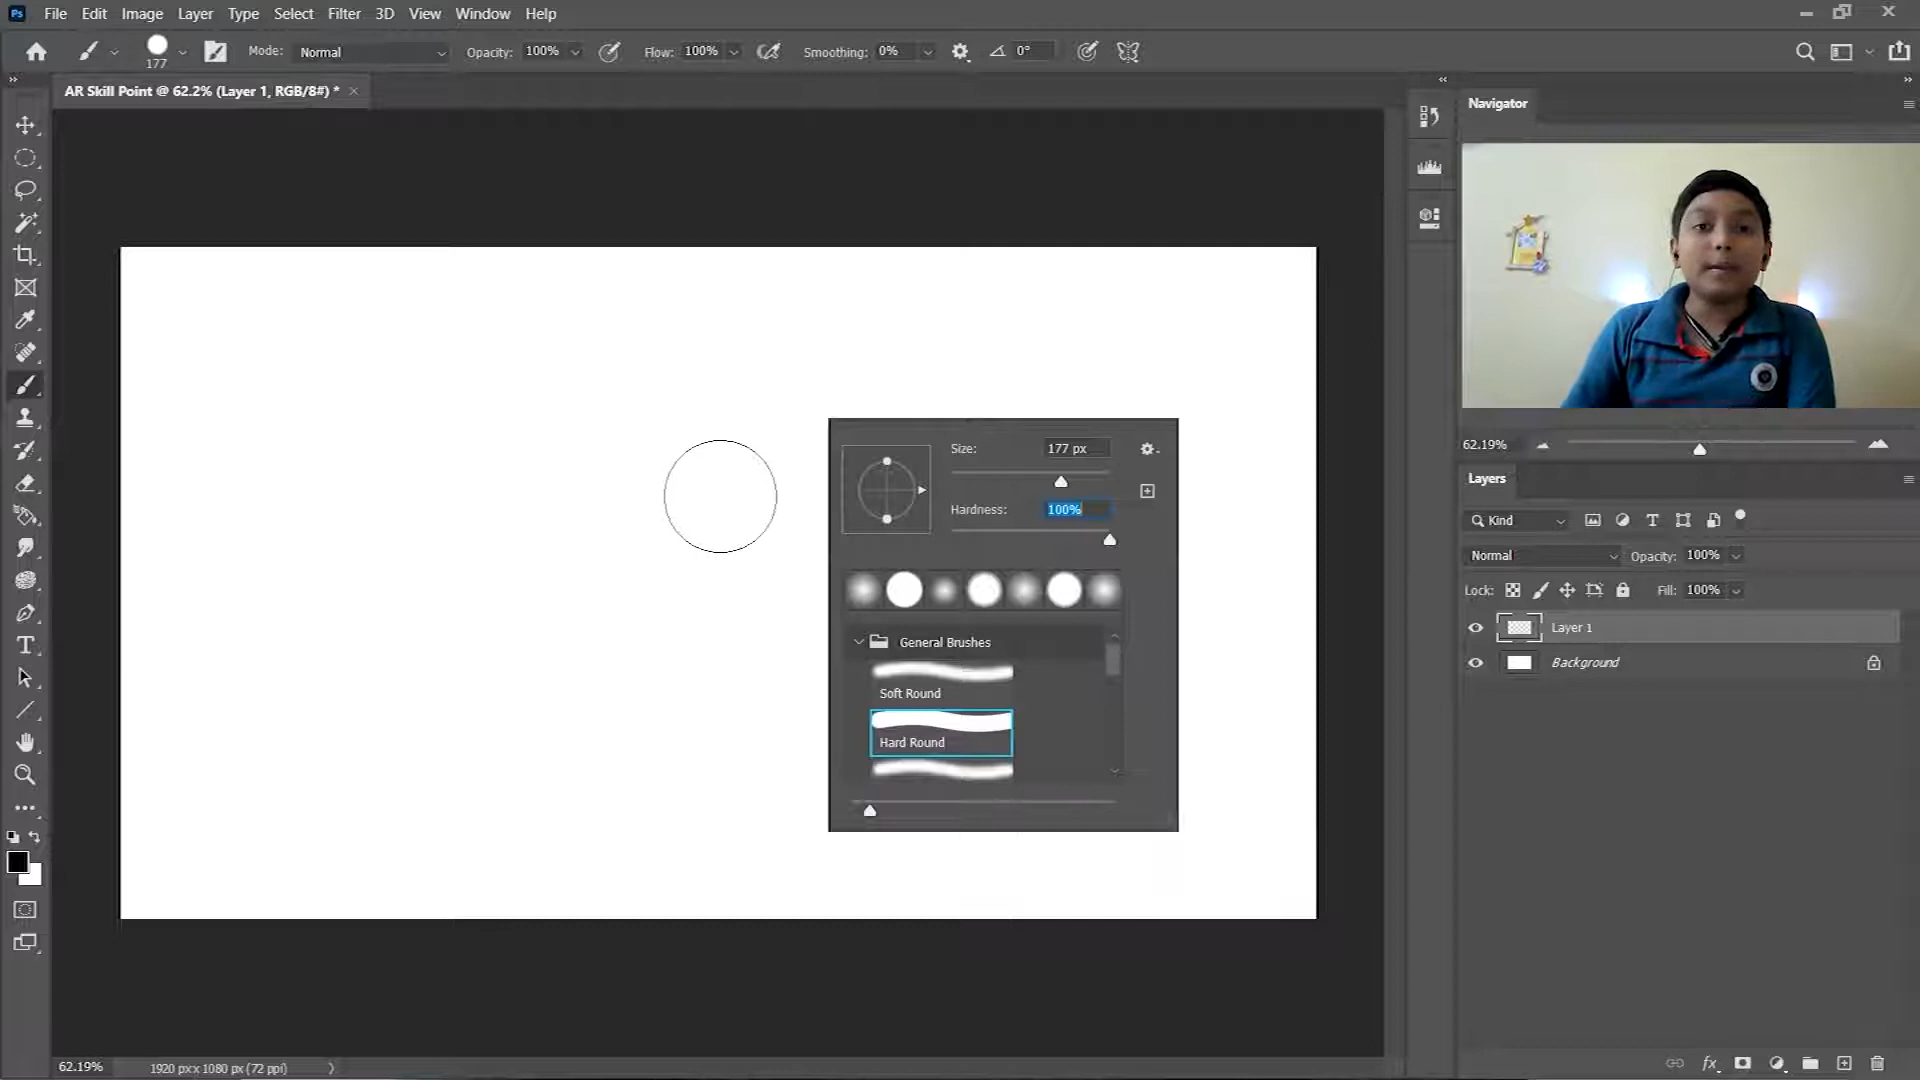 Ps File Edit Image Layer Type Select Filter 3D View Window Help
177 Mode: Normal Opacity: 100% Flow: 100% Smoothing: 0% 0°
AR Skill Point @ 62.2% (Layer 1, RGB/8#) *
Navigator
Size: 177 px
62.19%
Layers
Hardness: 100%
Kind
Normal Opacity: 100%
Lock: Fill: 100%
General Brushes
Layer 1
Background
Soft Round
Hard Round
T
62.19% 1920 px x 1080 px (72 ppi)
fx